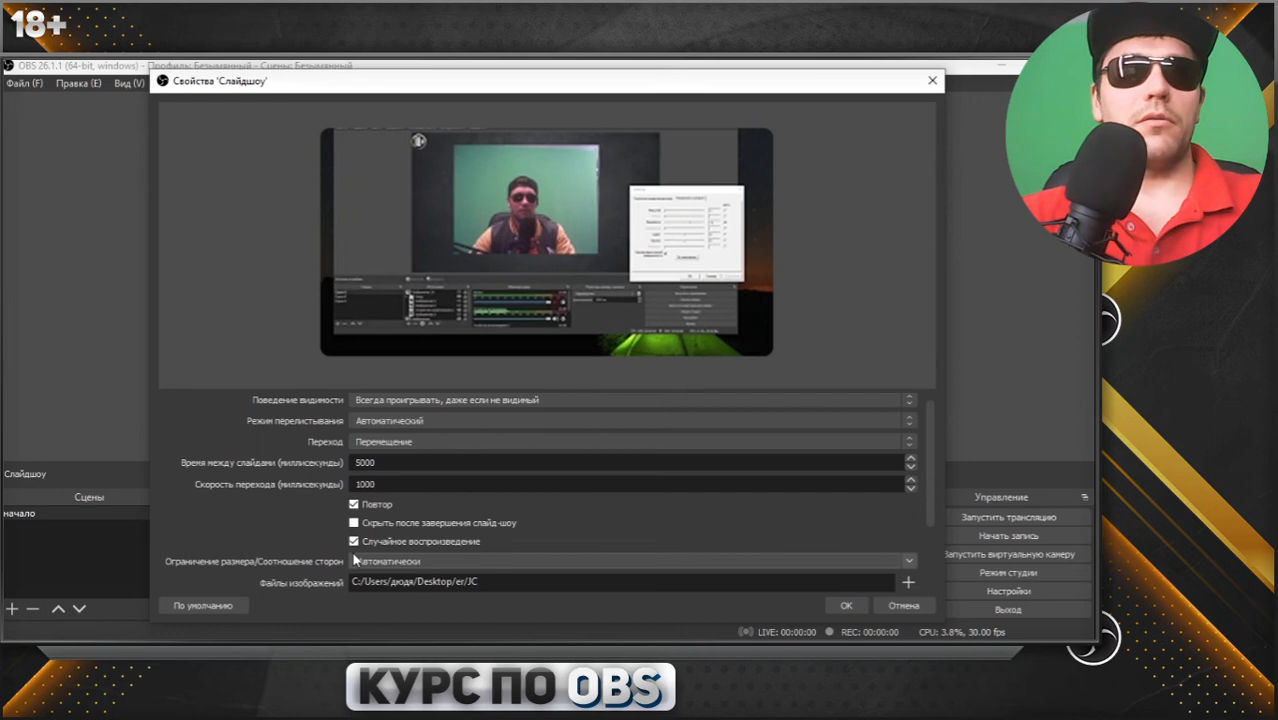 18+
OBS 26.1.1 (64-bit, windows) - Профиль: Безымянный - Сцены: Безымянный
Файл (F) Правка (E) Вид (V)
Свойства 'Слайдшоу'
Поведение видимости Всегда проигрывать, даже если не видимый
Режим перелистывания Автоматический
Переход Перемещение
Время между слайдами (миллисекунды) 5000
Скорость перехода (миллисекунды) 1000
Повтор
Скрыть после завершения слайд-шоу
Случайное воспроизведение
Ограничение размера/Соотношение сторон Автоматически
Файлы изображений C:/Users/дюдя/Desktop/er/JC
По умолчанию OK Отмена
Слайдшоу
Сцены
начало
Управление
Запустить трансляцию
Начать запись
Запустить виртуальную камеру
Режим студии
Настройки
Выход
LIVE: 00:00:00 REC: 00:00:00 CPU: 3.8%, 30.00 fps
КУРС ПО OBS